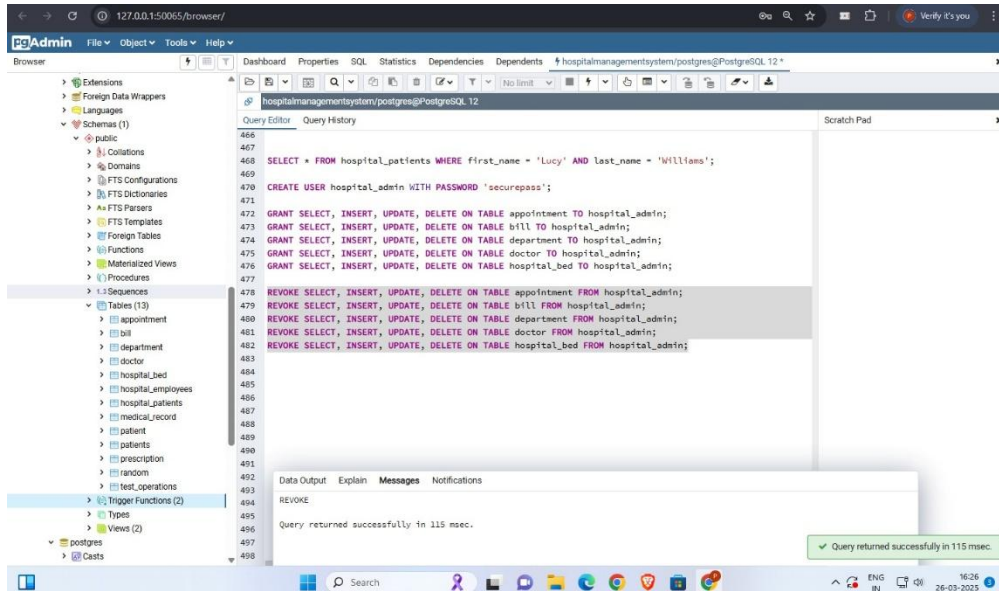 127.0.0.1:50065/browser/
Verify it's you
pgAdmin File Object Tools Help
Browser
Dashboard Properties SQL Statistics Dependencies Dependents hospitalmanagementsystem/postgres@PostgreSQL 12 *
No limit
hospitalmanagementsystem/postgres@PostgreSQL 12
Query Editor Query History
Scratch Pad
Extensions
Foreign Data Wrappers
Languages
Schemas (1)
public
Collations
Domains
FTS Configurations
FTS Dictionaries
FTS Parsers
FTS Templates
Foreign Tables
Functions
Materialized Views
Procedures
1..3 Sequences
Tables (13)
appointment
bill
department
doctor
hospital_bed
hospital_employees
hospital_patients
medical_record
patient
patients
prescription
random
test_operations
Trigger Functions (2)
Types
Views (2)
postgres
Casts
466
467
468 SELECT * FROM hospital_patients WHERE first_name = 'Lucy' AND last_name = 'Williams';
469
470 CREATE USER hospital_admin WITH PASSWORD 'securepass';
471
472 GRANT SELECT, INSERT, UPDATE, DELETE ON TABLE appointment TO hospital_admin;
473 GRANT SELECT, INSERT, UPDATE, DELETE ON TABLE bill TO hospital_admin;
474 GRANT SELECT, INSERT, UPDATE, DELETE ON TABLE department TO hospital_admin;
475 GRANT SELECT, INSERT, UPDATE, DELETE ON TABLE doctor TO hospital_admin;
476 GRANT SELECT, INSERT, UPDATE, DELETE ON TABLE hospital_bed TO hospital_admin;
477
478 REVOKE SELECT, INSERT, UPDATE, DELETE ON TABLE appointment FROM hospital_admin;
479 REVOKE SELECT, INSERT, UPDATE, DELETE ON TABLE bill FROM hospital_admin;
480 REVOKE SELECT, INSERT, UPDATE, DELETE ON TABLE department FROM hospital_admin;
481 REVOKE SELECT, INSERT, UPDATE, DELETE ON TABLE doctor FROM hospital_admin;
482 REVOKE SELECT, INSERT, UPDATE, DELETE ON TABLE hospital_bed FROM hospital_admin;
483
484
485
486
487
488
489
490
491
492
493
494
495
496
497
498
Data Output Explain Messages Notifications
REVOKE
Query returned successfully in 115 msec.
Query returned successfully in 115 msec.
Search
ENG
IN
16:26
26-03-2025
3